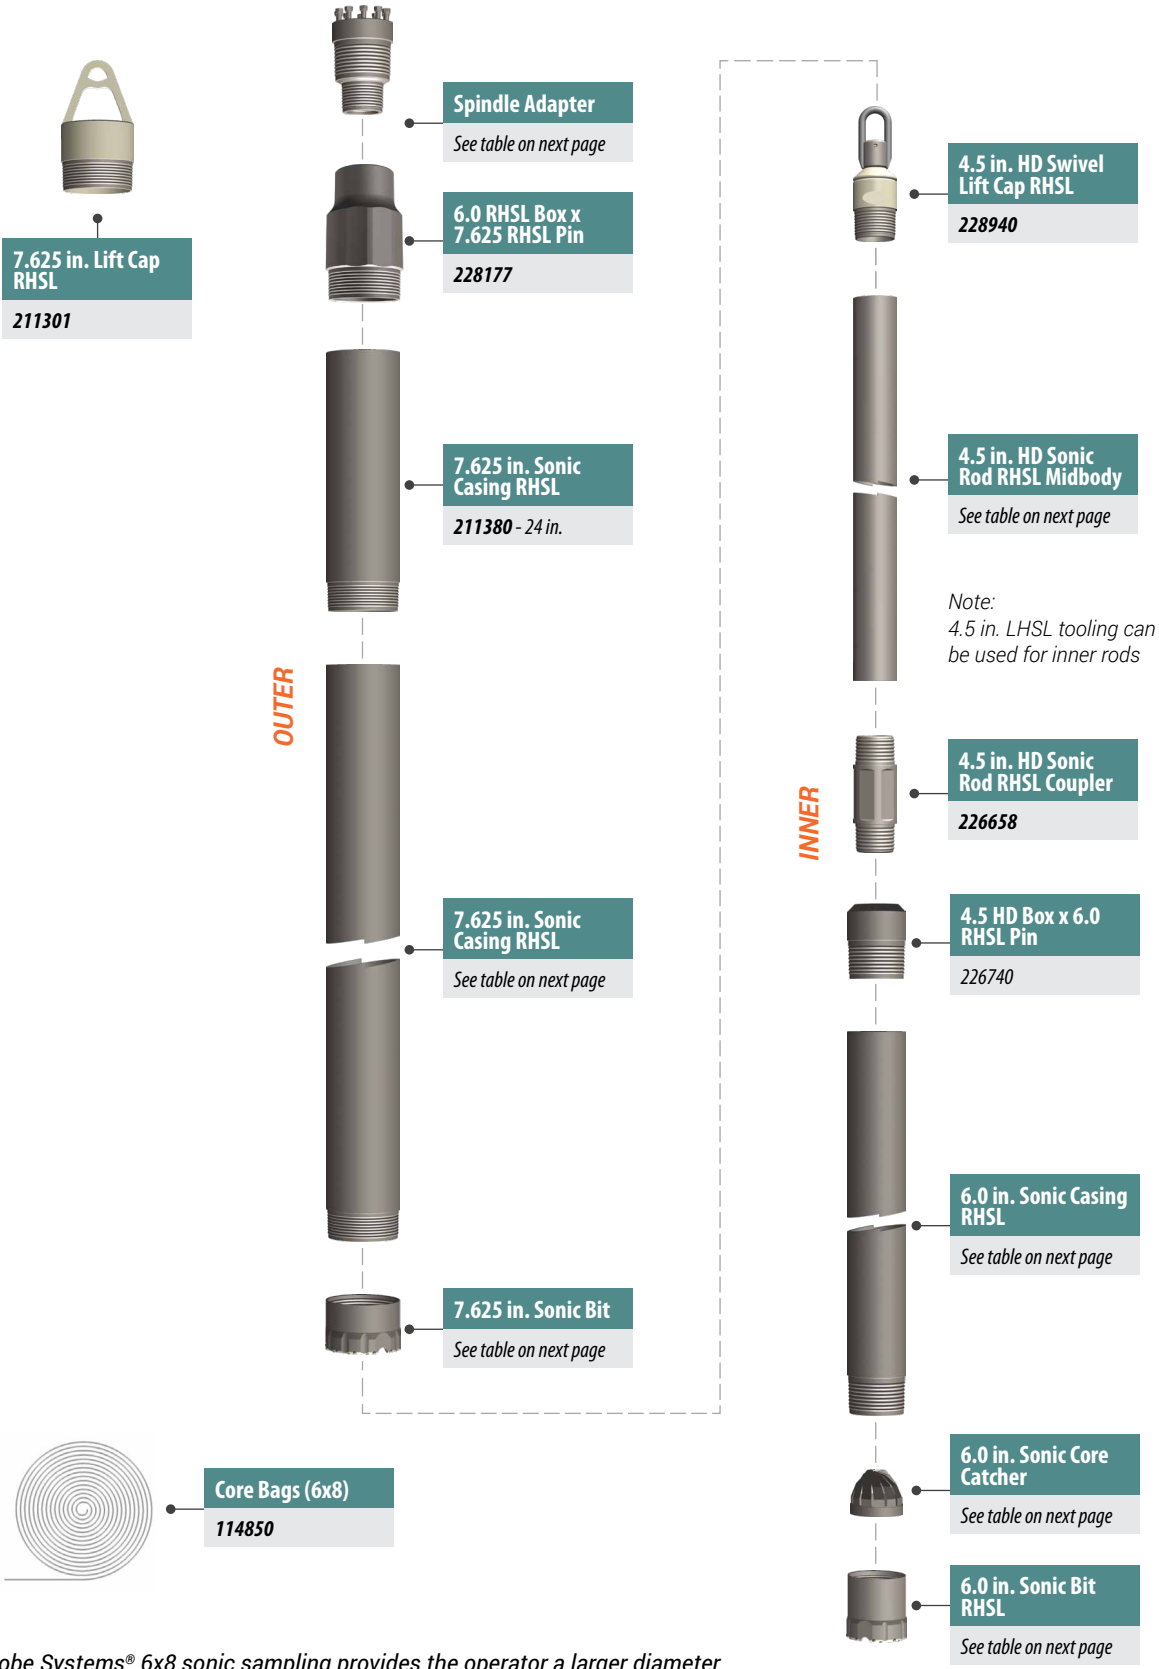 Spindle Adapter
See table on next page
6.0 RHSL Box x
7.625 RHSL Pin
228177
7.625 in. Lift Cap
RHSL
211301
7.625 in. Sonic
Casing RHSL
211380 - 24 in.
OUTER
7.625 in. Sonic
Casing RHSL
See table on next page
7.625 in. Sonic Bit
See table on next page
Core Bags (6x8)
114850
4.5 in. HD Swivel
Lift Cap RHSL
228940
4.5 in. HD Sonic
Rod RHSL Midbody
See table on next page
Note:
4.5 in. LHSL tooling can
be used for inner rods
4.5 in. HD Sonic
Rod RHSL Coupler
226658
INNER
4.5 HD Box x 6.0
RHSL Pin
226740
6.0 in. Sonic Casing
RHSL
See table on next page
6.0 in. Sonic Core
Catcher
See table on next page
6.0 in. Sonic Bit
RHSL
See table on next page
obe Systems® 6x8 sonic sampling provides the operator a larger diameter